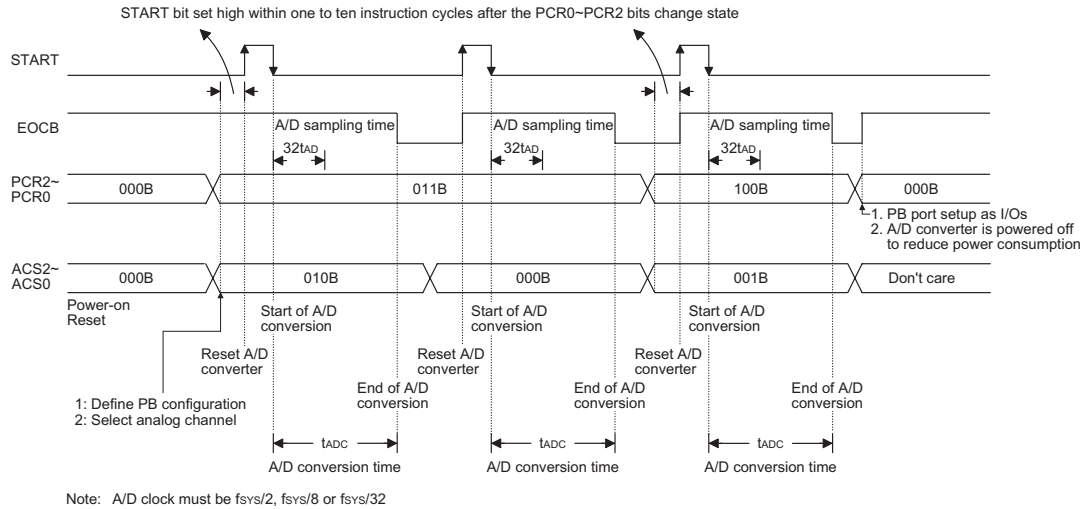 START bit set high within one to ten instruction cycles after the PCR0~PCR2 bits change state
START
EOCB
A/D sampling time
A/D sampling time
A/D sampling time
32tAD
32tAD
32tAD
PCR2~
PCR0
000B
011B
100B
000B
1. PB port setup as I/Os
2. A/D converter is powered off
to reduce power consumption
ACS2~
ACS0
000B
010B
000B
001B
Don't care
Power-on
Reset
Start of A/D
conversion
Start of A/D
conversion
Start of A/D
conversion
Reset A/D
converter
Reset A/D
converter
Reset A/D
converter
1: Define PB configuration
2: Select analog channel
End of A/D
conversion
End of A/D
conversion
End of A/D
conversion
tADC
tADC
tADC
A/D conversion time
A/D conversion time
A/D conversion time
Note: A/D clock must be fSYS/2, fSYS/8 or fSYS/32